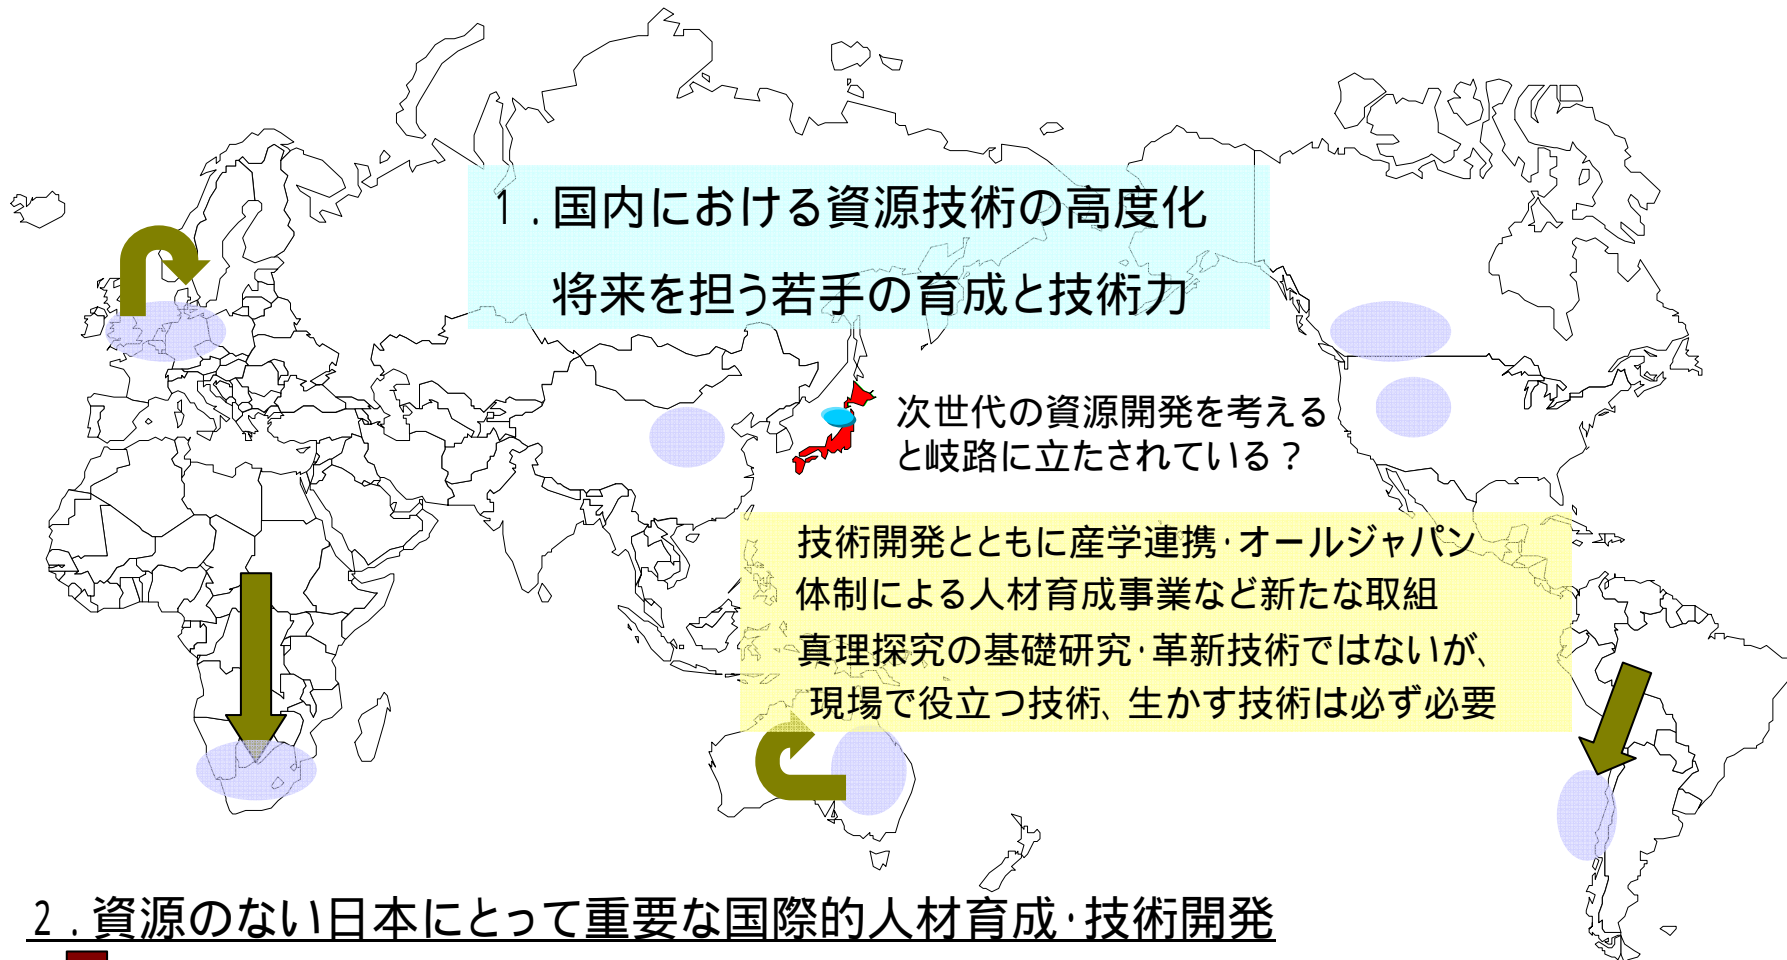 １．国内における資源技術の高度化
将来を担う若手の育成と技術力
次世代の資源開発を考える
と岐路に立たされている？
技術開発とともに産学連携・オールジャパン
体制による人材育成事業など新たな取組
真理探究の基礎研究・革新技術ではないが、
現場で役立つ技術、生かす技術は必ず必要
２．資源のない日本にとって重要な国際的人材育成・技術開発